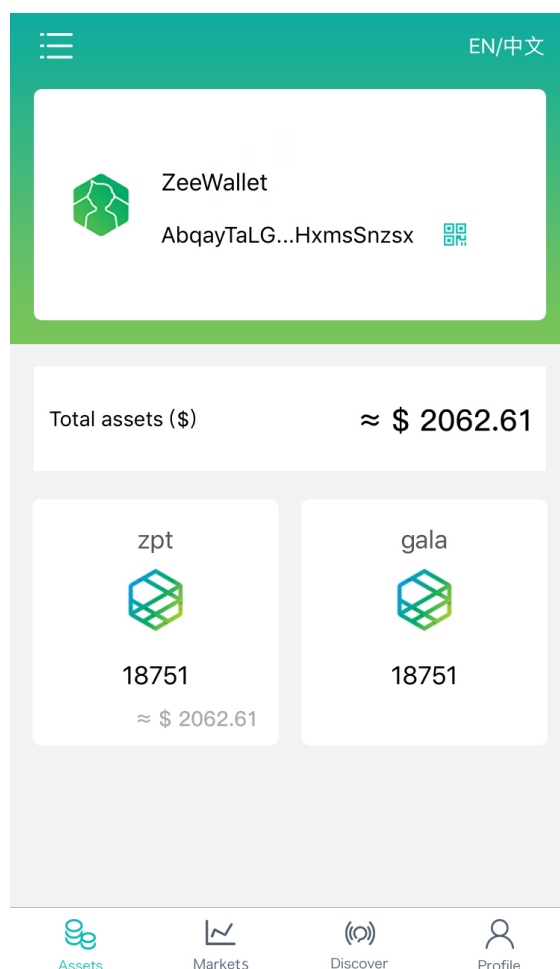 EN/中文
ZeeWallet
AbqayTaLG...HxmsSnzsx
Total assets ($)
≈ $ 2062.61
zpt
gala
18751
18751
≈ $ 2062.61
Assets
Markets
Discover
Profile